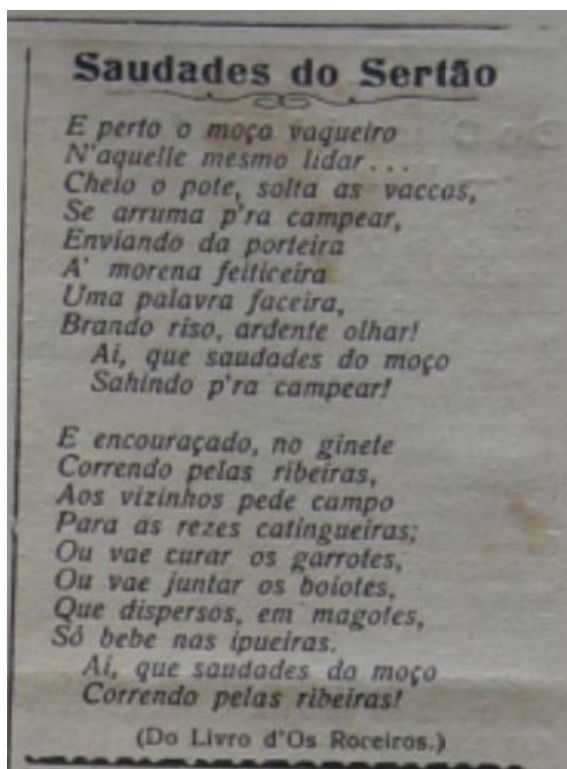 Saudades do Sertão
E perto o moço vaqueiro
N'aquelle mesmo lidar...
Cheio o pote, solta as vaccas,
Se arruma p'ra campear,
Enviando da porteira
A' morena feiticeira
Uma palavra faceira,
Brando riso, ardente olhar!
Ai, que saudades do moço
Sahindo p'ra campear!
E encouraçado, no ginete
Correndo pelas ribeiras,
Aos vizinhos pede campo
Para as rezes catingueiras;
Ou vae curar os garrotes,
Ou vae juntar os boiotes,
Que dispersos, em magotes,
Só bebe nas ipueiras.
Ai, que saudades do moço
Correndo pelas ribeiras!
(Do Livro d'Os Roceiros.)